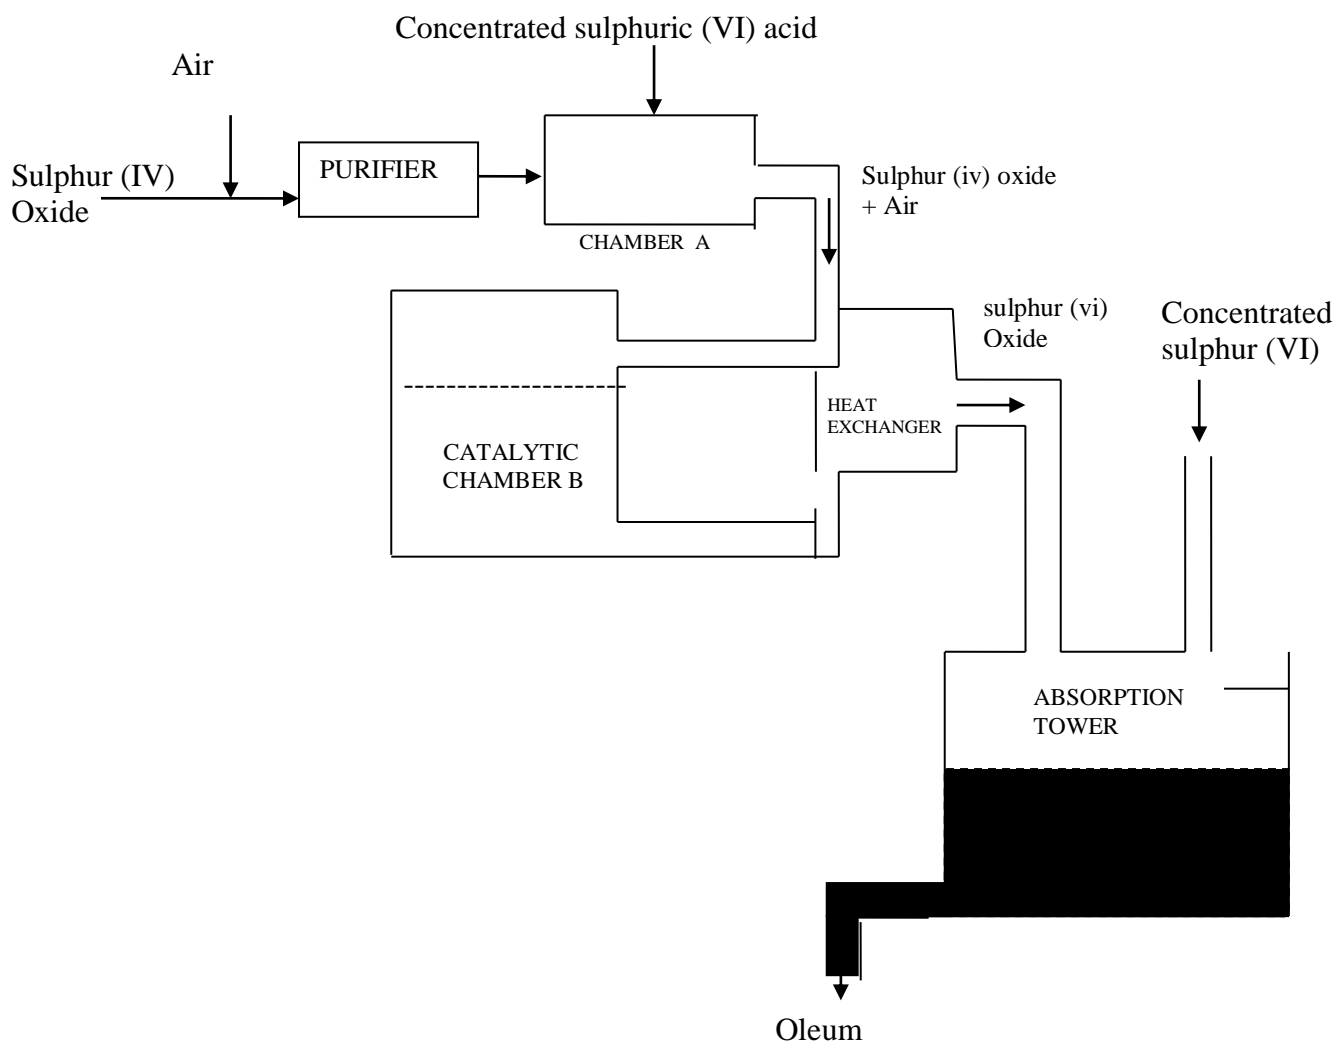 Concentrated sulphuric (VI) acid
Air
Sulphur (IV)
Oxide
PURIFIER
Sulphur (iv) oxide
+ Air
CHAMBER A
sulphur (vi)
Oxide
Concentrated
sulphur (VI)
HEAT
EXCHANGER
CATALYTIC
CHAMBER B
ABSORPTION
TOWER
Oleum